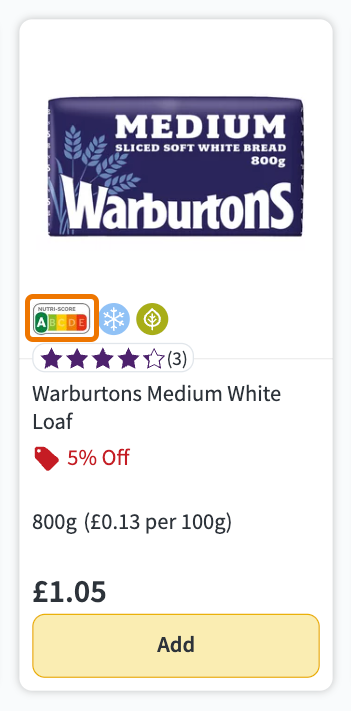 MEDIUM
SLICED SOFT WHITE BREAD
800g
Warburtons
NUTRI-SCORE
A B C D E
(3)
Warburtons Medium White
Loaf
5% Off
800g (£0.13 per 100g)
£1.05
Add